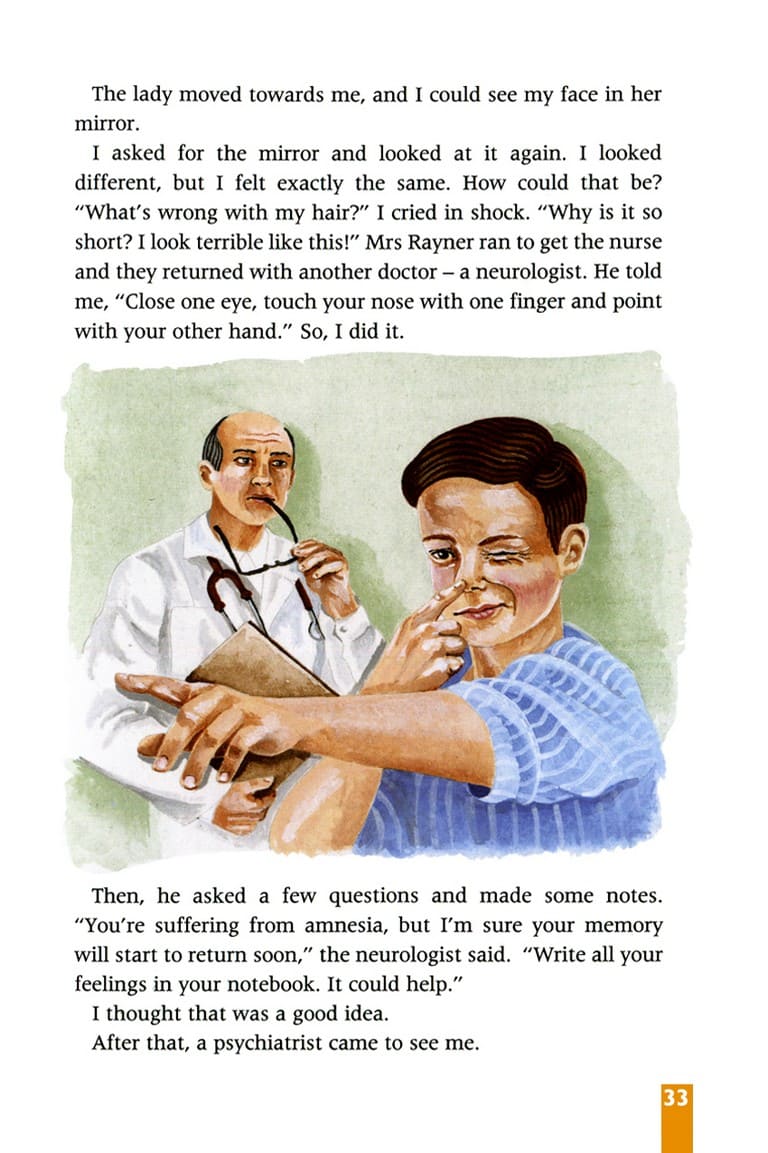 The lady moved towards me, and I could see my face in her
mirror.
I asked for the mirror and looked at it again. I looked
different, but I felt exactly the same. How could that be?
“What’s wrong with my hair?” I cried in shock. “Why is it so
short? I look terrible like this!” Mrs Rayner ran to get the nurse
and they returned with another doctor – a neurologist. He told
me, “Close one eye, touch your nose with one finger and point
with your other hand.” So, I did it.
Then, he asked a few questions and made some notes.
“You’re suffering from amnesia, but I’m sure your memory
will start to return soon,” the neurologist said. “Write all your
feelings in your notebook. It could help.”
I thought that was a good idea.
After that, a psychiatrist came to see me.
33